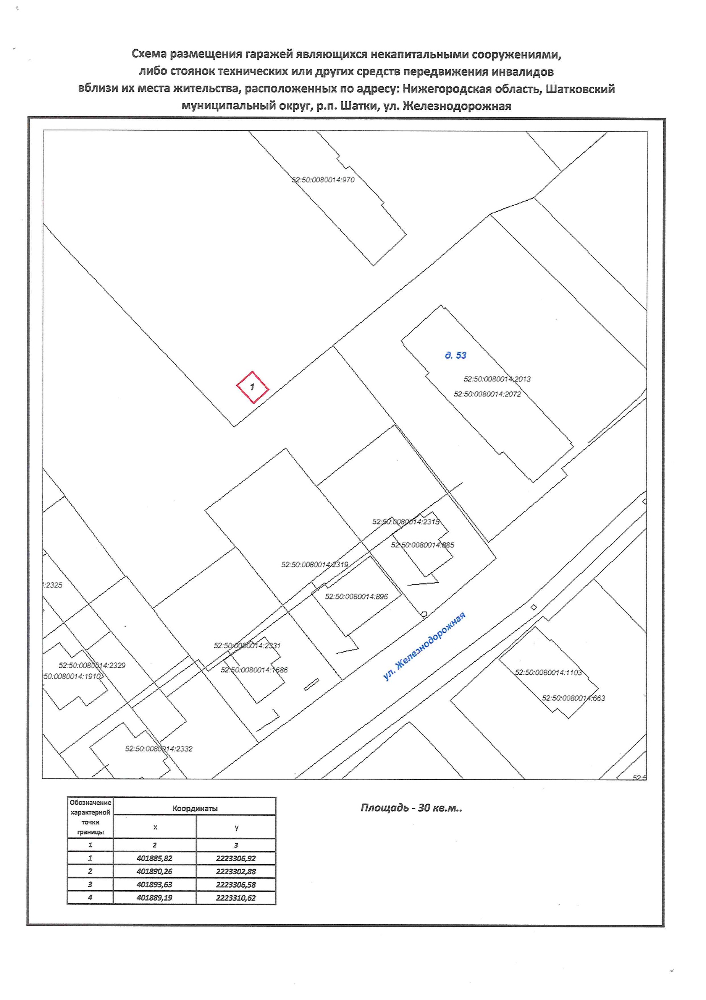 Схема размещения гаражей являющихся некапитальными сооружениями,
либо стоянок технических или других средств передвижения инвалидов
вблизи их места жительства, расположенных по адресу: Нижегородская область, Шатковский
муниципальный округ, р.п. Шатки, ул. Железнодорожная
52:50:0080014:970
д. 53
52:50:0080014:2013
1
52:50:0080014:2072
52:50:0080014:2315
52:50:0080014:885
52:50:0080014:2319
:2325
52:50:0080014:896
ул. Железнодорожная
52:50:0080014:2331
52:50:0080014:2329
52:50:0080014:1686
50:0080014:1910
52:50:0080014:1103
52:50:0080014:663
52:50:0080014:2332
52:5
Обозначение характерной точки границы
Координаты
Площадь - 30 кв.м..
x y
1 2 3
1 401885,82 2223306,92
2 401890,26 2223302,88
3 401893,63 2223306,58
4 401889,19 2223310,62